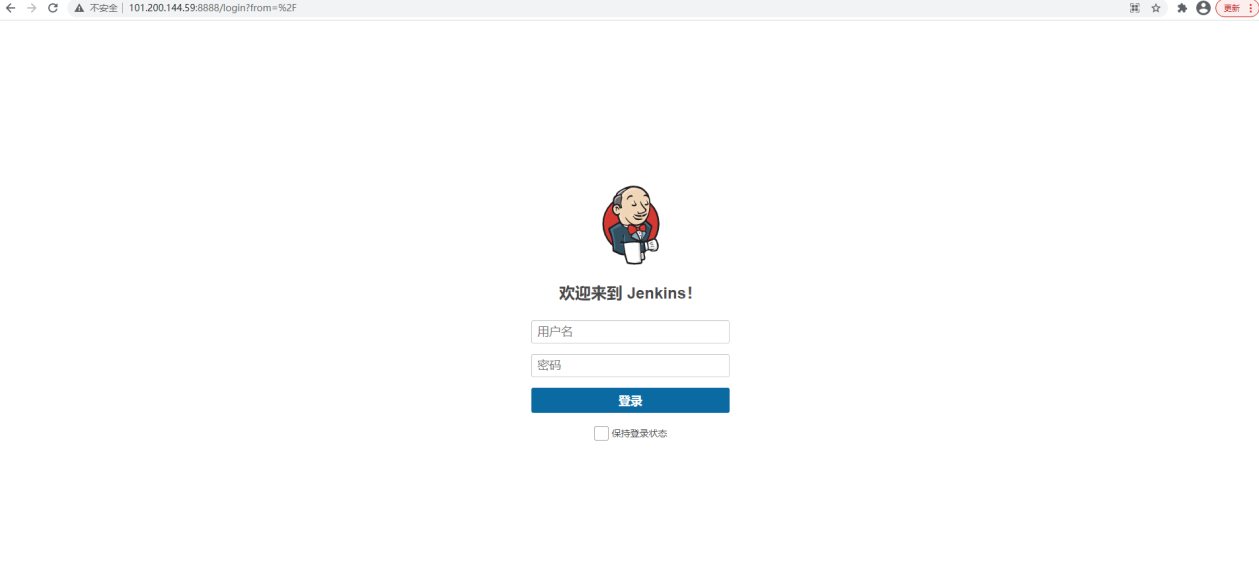 不安全 101.200.144.59:8888/login?from=%2F 更新
欢迎来到 Jenkins!
用户名
密码
登录
保持登录状态